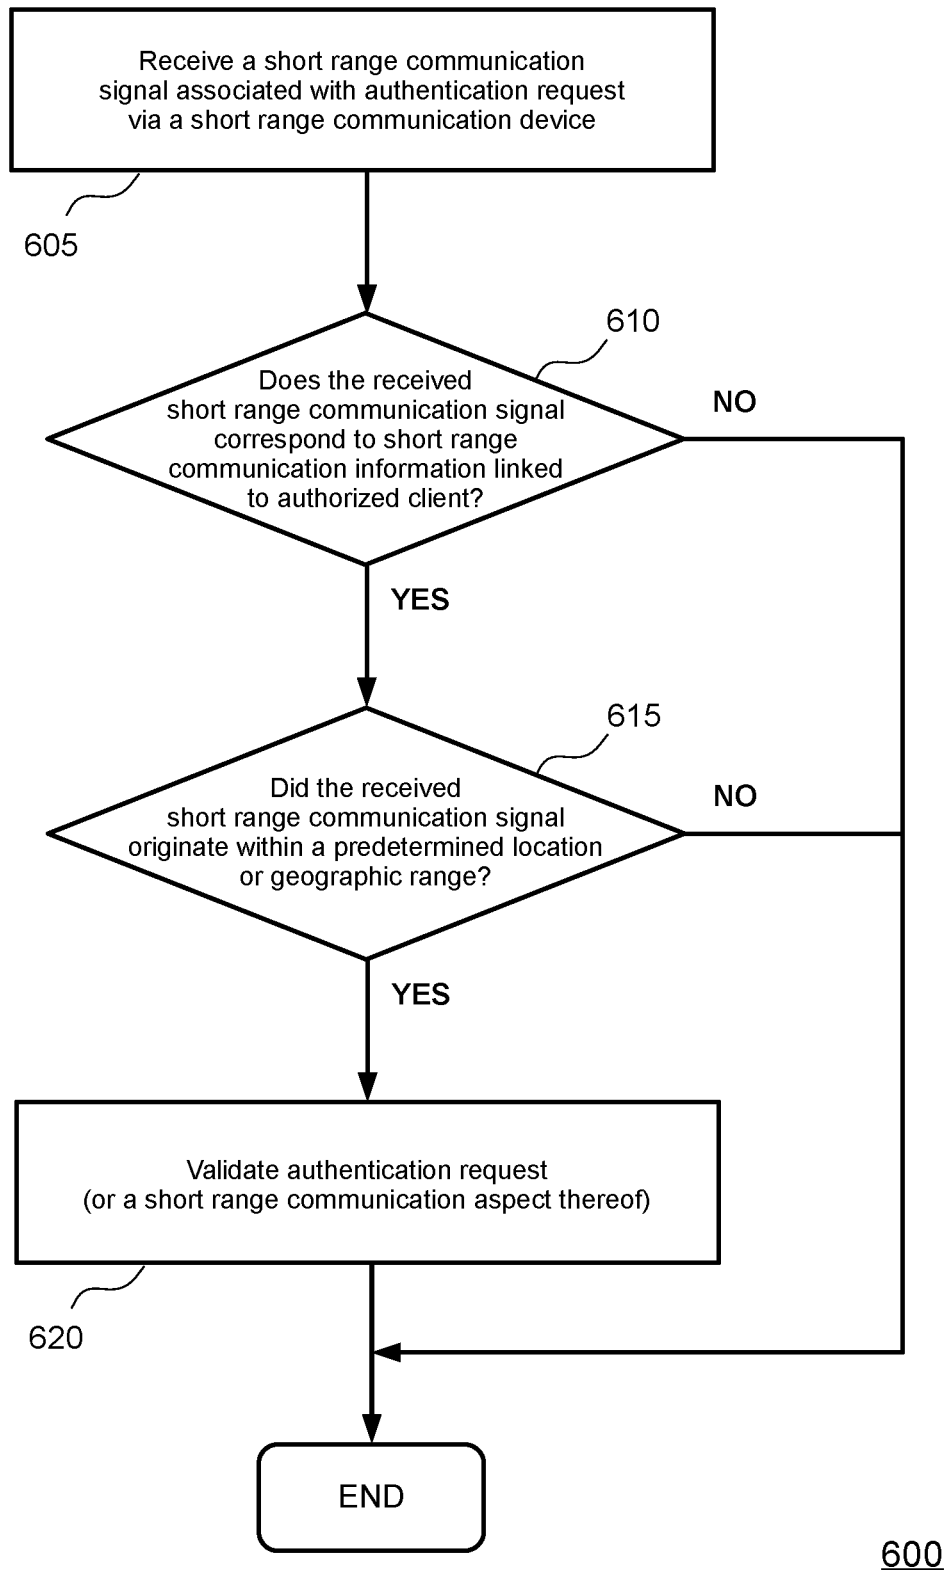 Receive a short range communication
signal associated with authentication request
via a short range communication device
605
610
Does the received
short range communication signal
correspond to short range
communication information linked
to authorized client?
NO
YES
615
Did the received
short range communication signal
originate within a predetermined location
or geographic range?
NO
YES
Validate authentication request
(or a short range communication aspect thereof)
620
END
600